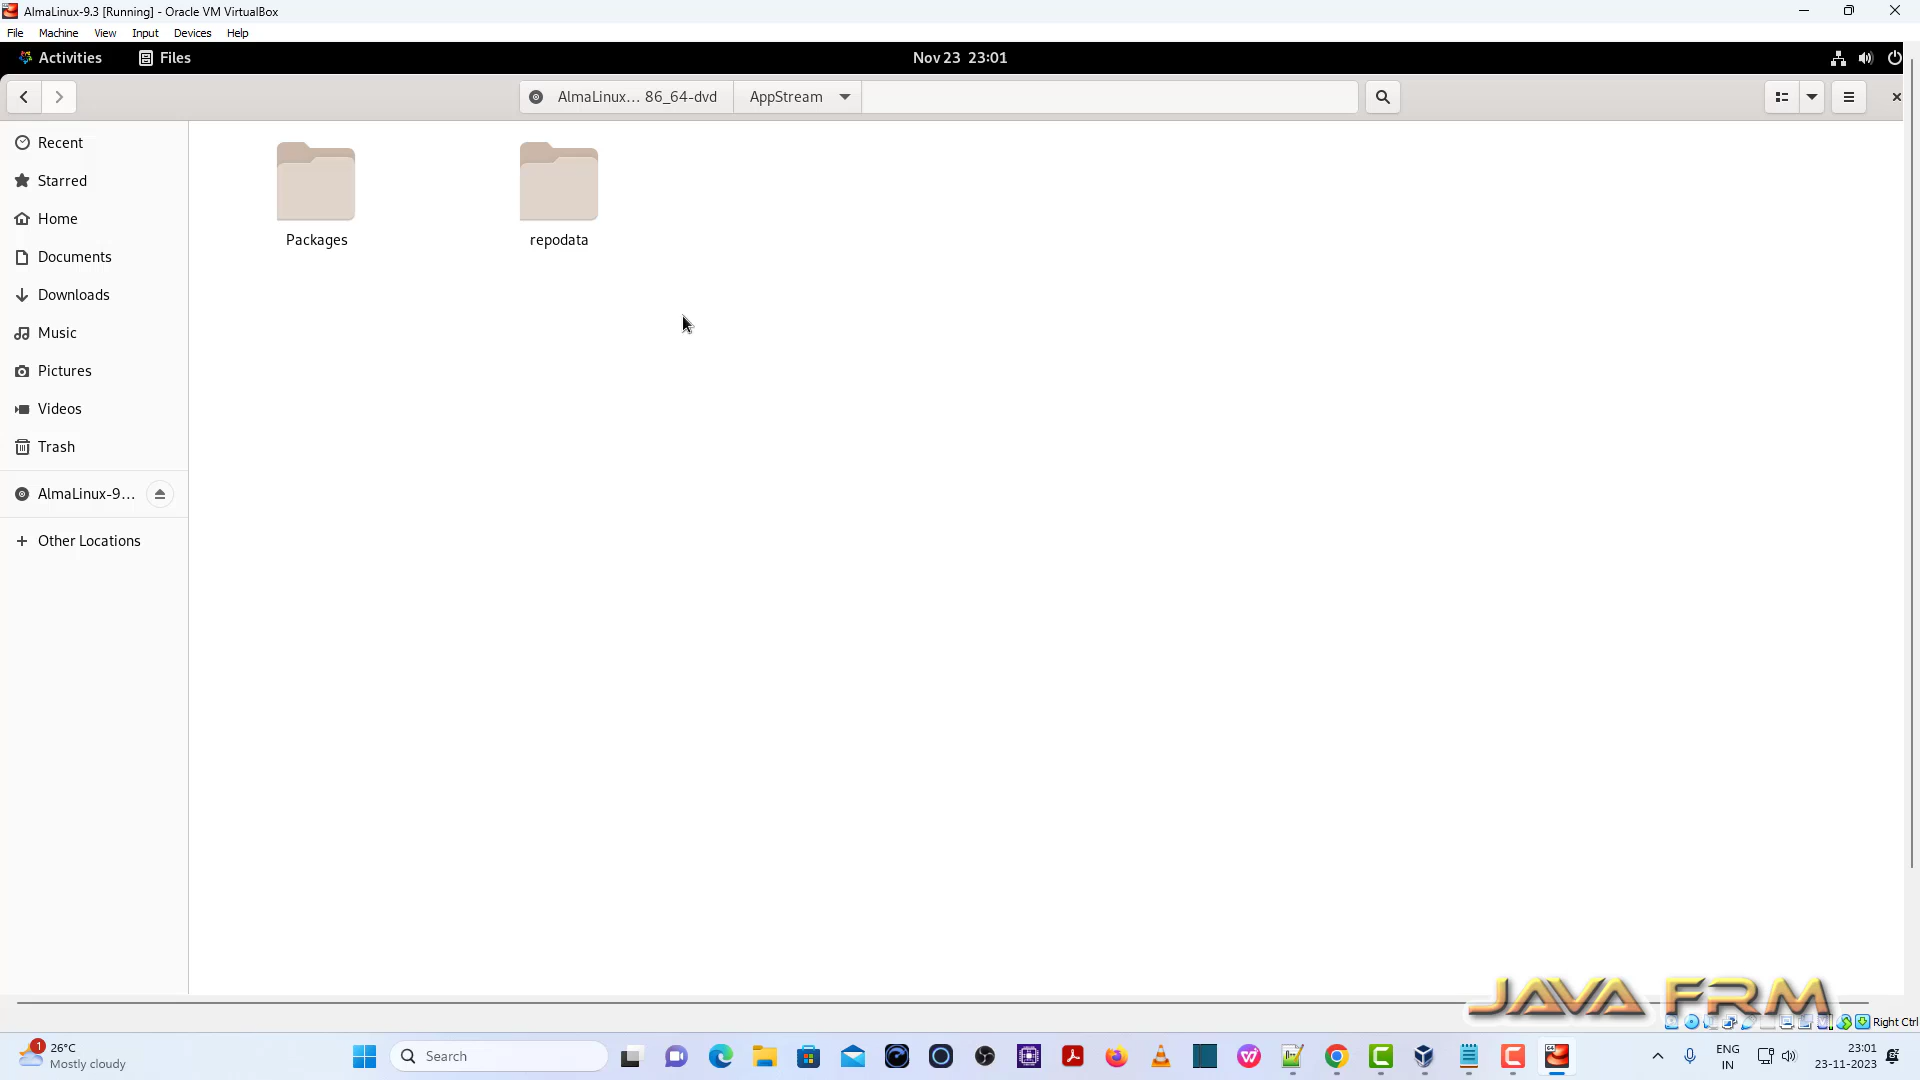 AlmaLinux-9.3 [Running] - Oracle VM VirtualBox
File Machine View Input Devices Help
Activities Files Nov 23 23:01
AlmaLinux... 86_64-dvd AppStream
Recent
Starred
Home
Documents
Downloads
Music
Pictures
Videos
Trash
AlmaLinux-9...
Other Locations
Packages repodata
JAVA FRM
Right Ctrl
1
26°C
Mostly cloudy
Search
ENG
IN
23:01
23-11-2023